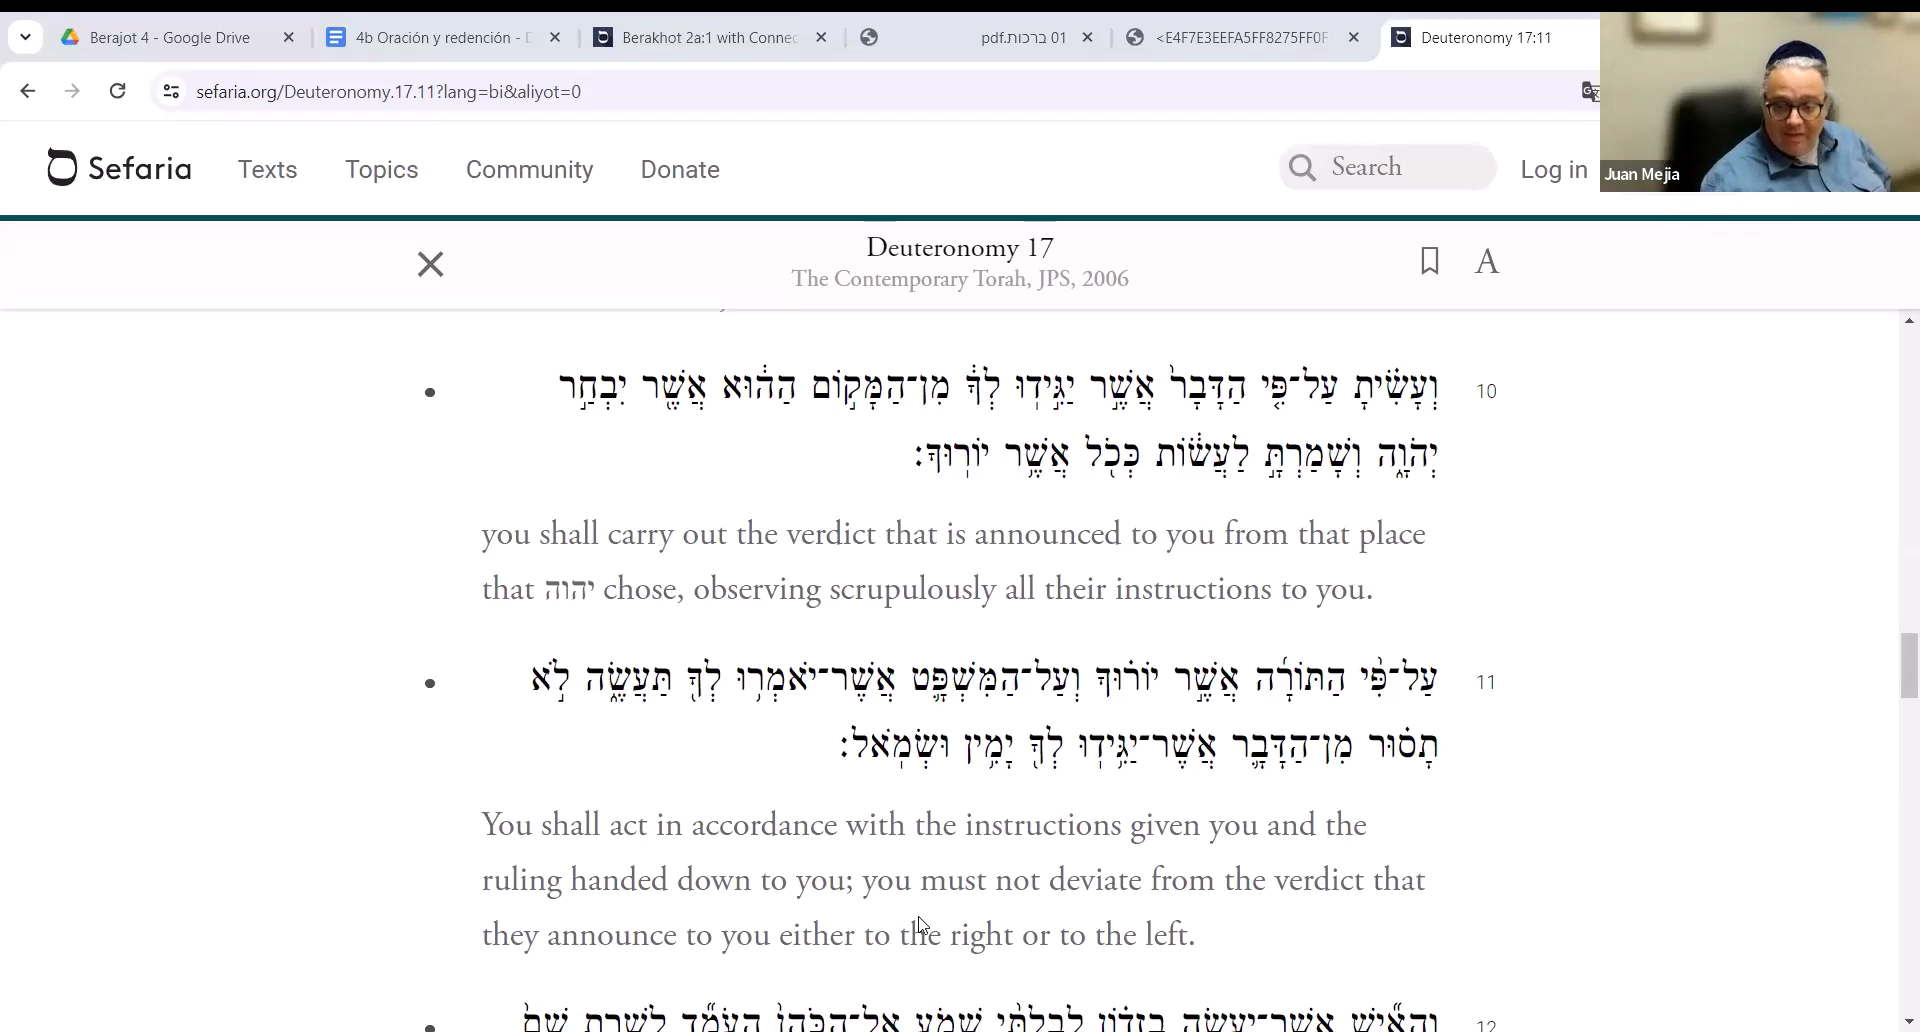 Berajot 4 - Google Drive
4b Oración y redención - D
Berakhot 2a:1 with Connec
01 ברכות.pdf
<E4F7E3EEFA5FF8275FF0F
Deuteronomy 17:11
sefaria.org/Deuteronomy.17.11?lang=bi&aliyot=0
Sefaria Texts Topics Community Donate Search Log in
Juan Mejia
Deuteronomy 17
The Contemporary Torah, JPS, 2006
10 וְעָשִׂ֗יתָ עַל־פִּ֤י הַדָּבָר֙ אֲשֶׁ֣ר יַגִּ֣ידֽוּ לְךָ֔ מִן־הַמָּק֣וֹם הַה֔וּא אֲשֶׁ֖ר יִבְחַ֣ר
יְהֹוָ֑ה וְשָׁמַרְתָּ֣ לַעֲשׂ֔וֹת כְּכֹ֖ל אֲשֶׁ֥ר יוֹרֽוּךָ׃
you shall carry out the verdict that is announced to you from that place
that יהוה chose, observing scrupulously all their instructions to you.
11 עַל־פִּ֨י הַתּוֹרָ֜ה אֲשֶׁ֣ר יוֹר֗וּךָ וְעַל־הַמִּשְׁפָּ֛ט אֲשֶׁר־יֹאמְר֥וּ לְךָ֖ תַּעֲשֶׂ֑ה לֹ֣א
תָס֗וּר מִן־הַדָּבָ֛ר אֲשֶׁר־יַגִּ֥ידֽוּ לְךָ֖ יָמִ֥ין וּשְׂמֹֽאל׃
You shall act in accordance with the instructions given you and the
ruling handed down to you; you must not deviate from the verdict that
they announce to you either to the right or to the left.
12 וְהָאִ֞ישׁ אֲשֶׁר־יַעֲשֶׂ֣ה בְזָד֗וֹן לְבִלְתִּ֨י שְׁמֹ֤עַ אֶל־הַכֹּהֵן֙ הָעֹמֵ֞ד לְשָׁ֤רֶת שָׁם֙